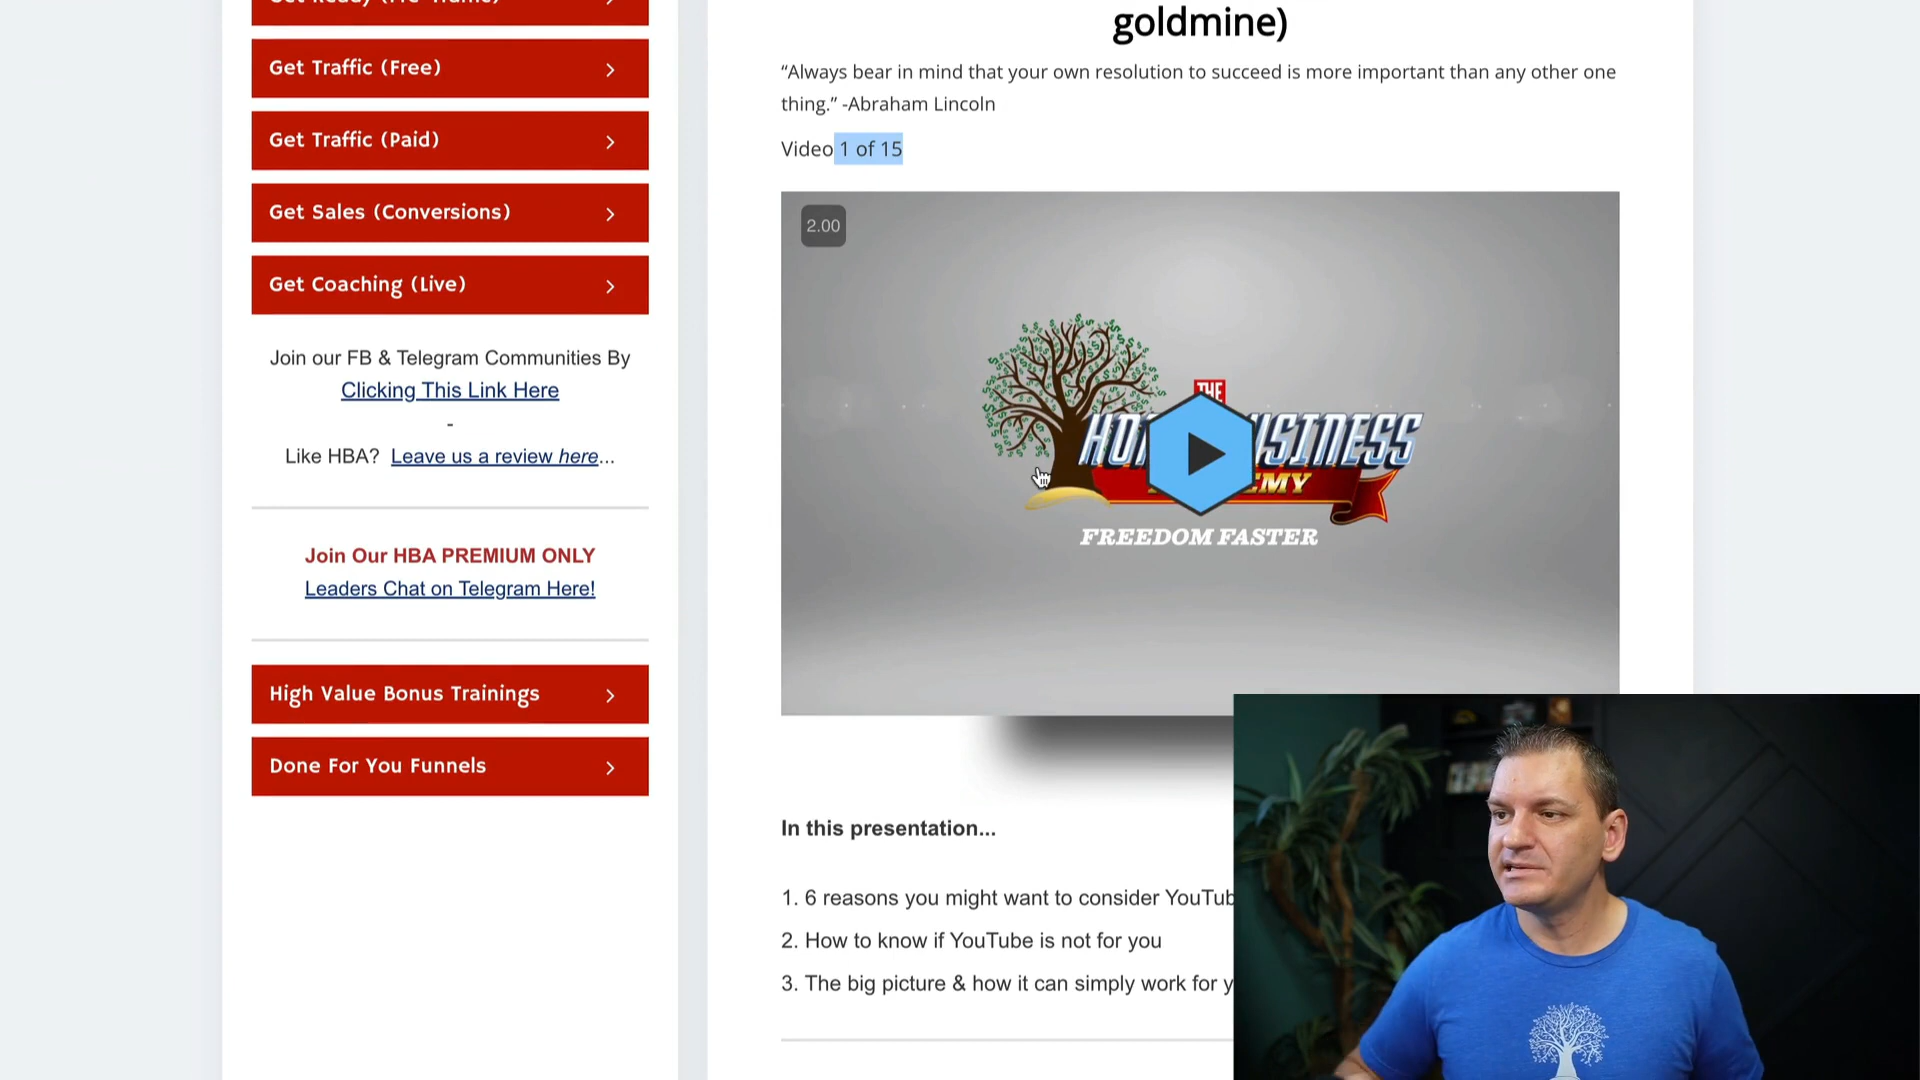 Get Traffic (Free)
Get Traffic (Paid)
Get Sales (Conversions)
Get Coaching (Live)
Join our FB & Telegram Communities By
Clicking This Link Here
-
Like HBA? Leave us a review here...
Join Our HBA PREMIUM ONLY
Leaders Chat on Telegram Here!
High Value Bonus Trainings
Done For You Funnels
goldmine)
“Always bear in mind that your own resolution to succeed is more important than any other one
thing.” -Abraham Lincoln
Video 1 of 15
2.00
THE
FREEDOM FASTER
In this presentation...
1. 6 reasons you might want to consider
2. How to know if YouTube is not for you
3. The big picture & how it can simply work for